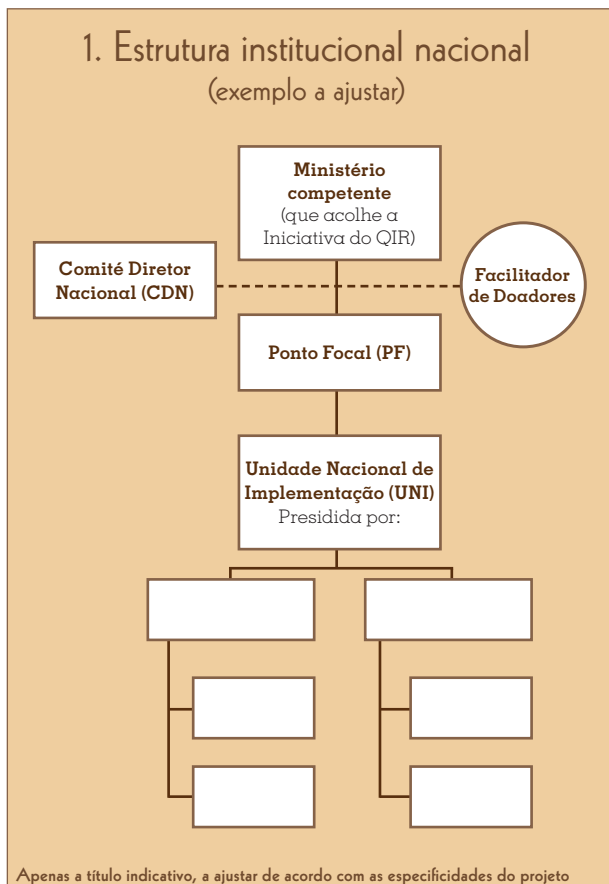 1. Estrutura institucional nacional
(exemplo a ajustar)
Ministério
competente
(que acolhe a
Iniciativa do QIR)
Comité Diretor
Nacional (CDN)
Facilitador
de Doadores
Ponto Focal (PF)
Unidade Nacional de
Implementação (UNI)
Presidida por:
Apenas a título indicativo, a ajustar de acordo com as especificidades do projeto